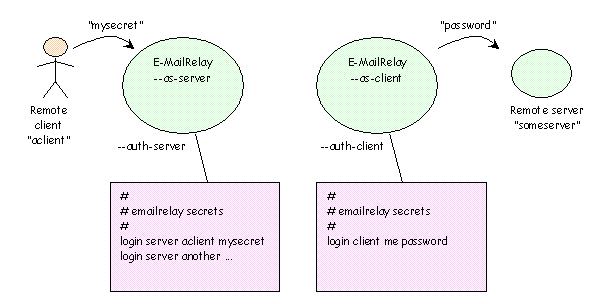 "mysecret"
"password"
E-MailRelay
--as-server
E-MailRelay
--as-client
Remote
client
"aclient"
Remote server
"someserver"
--auth-server
--auth-client
#
# emailrelay secrets
#
login server aclient mysecret
login server another ...
#
# emailrelay secrets
#
login client me password